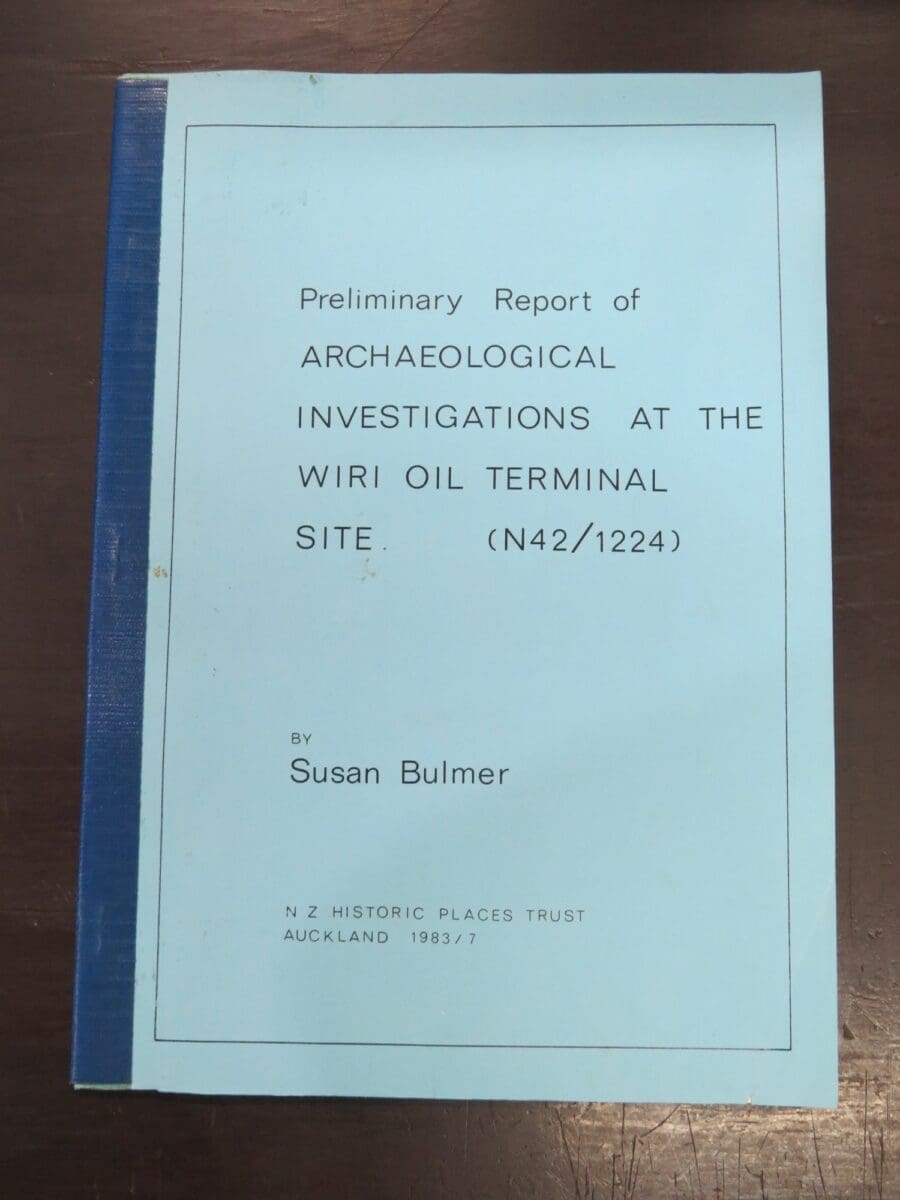 Preliminary Report of
ARCHAEOLOGICAL
INVESTIGATIONS AT THE
WIRI OIL TERMINAL
SITE. (N42/1224)
BY
Susan Bulmer
N Z HISTORIC PLACES TRUST
AUCKLAND 1983/7